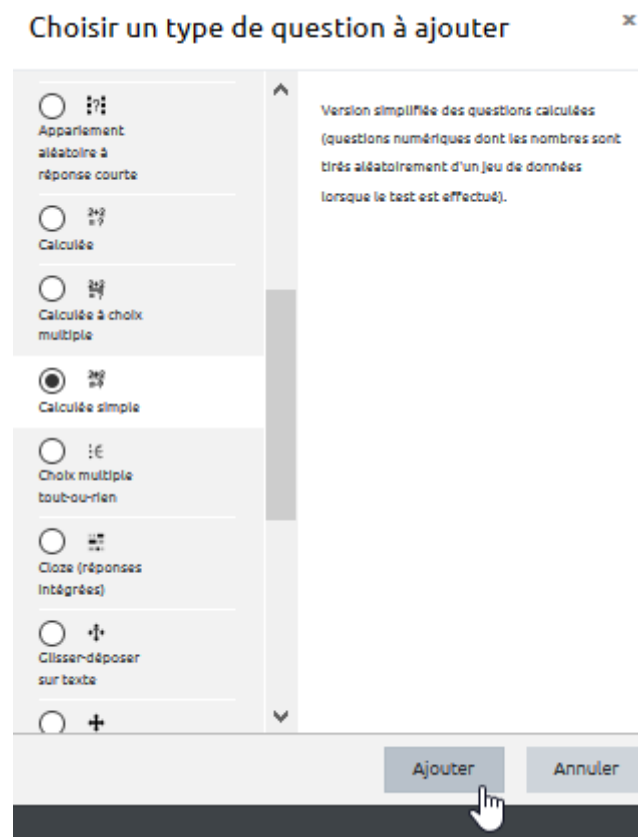 Choisir un type de question à ajouter
x
Appariement
aléatoire à
réponse courte
Calculée
Calculée à choix
multiple
Calculée simple
Choix multiple
tout-ou-rien
Cloze (réponses
intégrées)
Glisser-déposer
sur texte
Version simplifiée des questions calculées
(questions numériques dont les nombres sont
tirés aléatoirement d'un jeu de données
lorsque le test est effectué).
Ajouter
Annuler